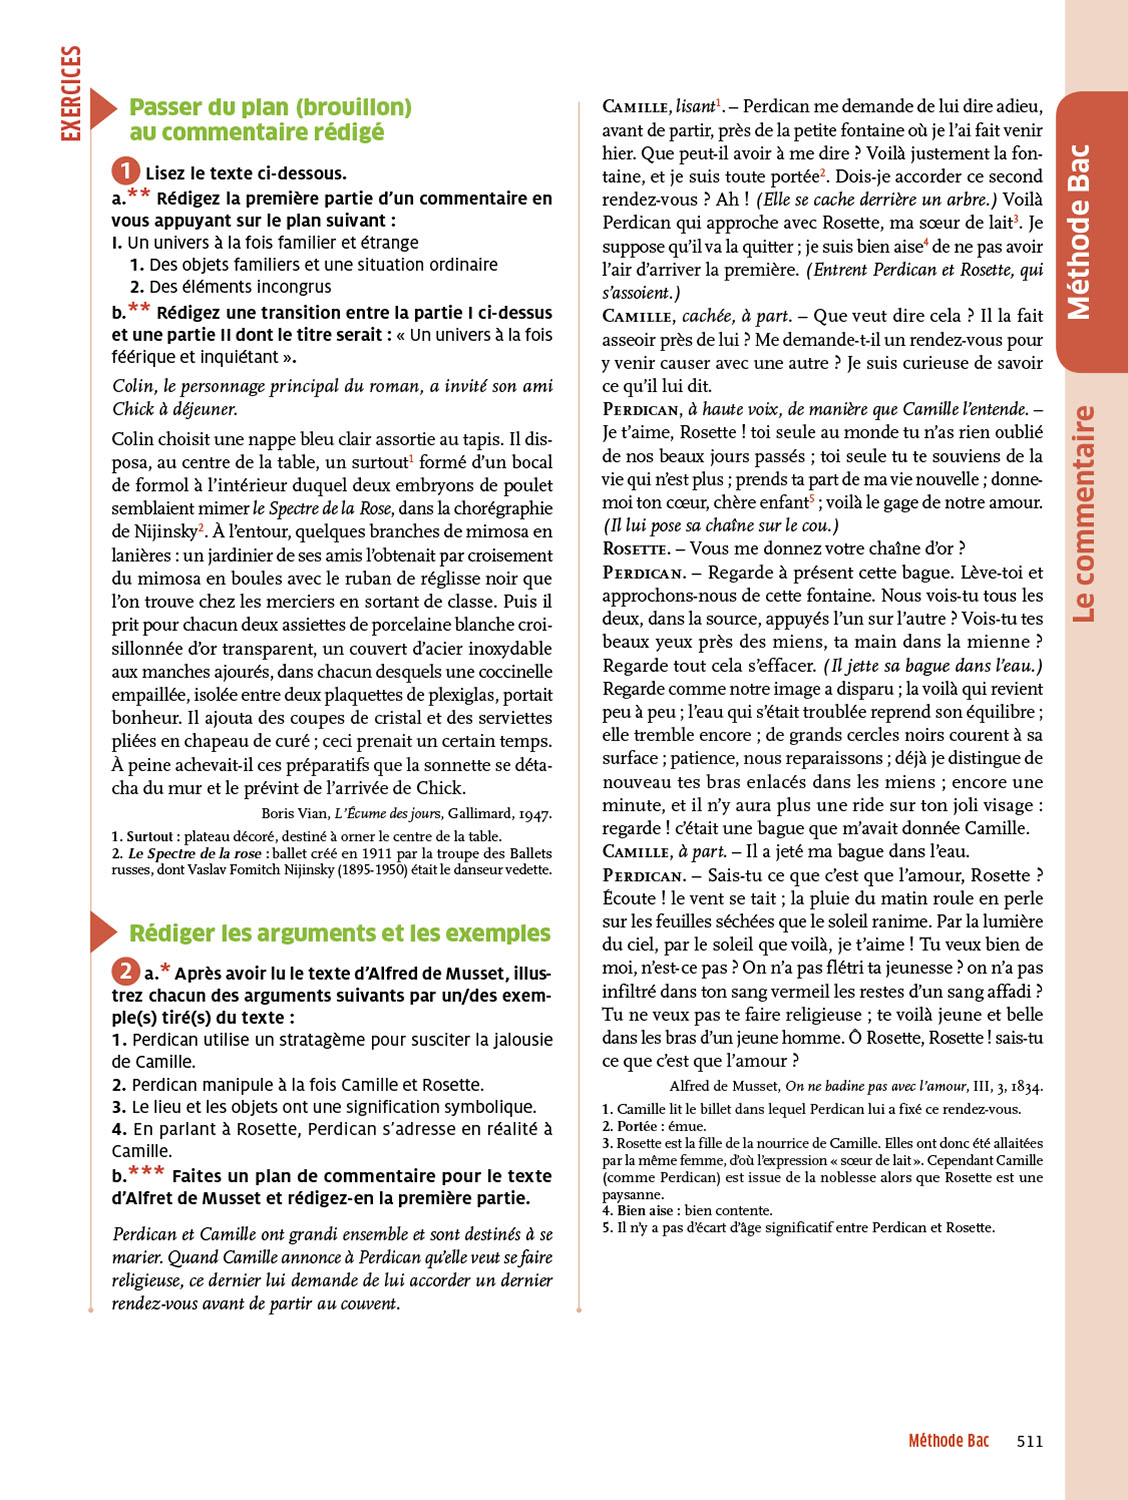 EXERCICES
Passer du plan (brouillon)
au commentaire rédigé
1 Lisez le texte ci-dessous.
a.** Rédigez la première partie d'un commentaire en
vous appuyant sur le plan suivant :
I. Un univers à la fois familier et étrange
1. Des objets familiers et une situation ordinaire
2. Des éléments incongrus
b.** Rédigez une transition entre la partie I ci-dessus
et une partie II dont le titre serait : « Un univers à la fois
féérique et inquiétant ».
Colin, le personnage principal du roman, a invité son ami
Chick à déjeuner.
Colin choisit une nappe bleu clair assortie au tapis. Il dis-
posa, au centre de la table, un surtout1 formé d'un bocal
de formol à l'intérieur duquel deux embryons de poulet
semblaient mimer le Spectre de la Rose, dans la chorégraphie
de Nijinsky2. À l'entour, quelques branches de mimosa en
lanières : un jardinier de ses amis l'obtenait par croisement
du mimosa en boules avec le ruban de réglisse noir que
l'on trouve chez les merciers en sortant de classe. Puis il
prit pour chacun deux assiettes de porcelaine blanche croi-
sillonnée d'or transparent, un couvert d'acier inoxydable
aux manches ajourés, dans chacun desquels une coccinelle
empaillée, isolée entre deux plaquettes de plexiglas, portait
bonheur. Il ajouta des coupes de cristal et des serviettes
pliées en chapeau de curé ; ceci prenait un certain temps.
À peine achevait-il ces préparatifs que la sonnette se déta-
cha du mur et le prévint de l'arrivée de Chick.
Boris Vian, L'Écume des jours, Gallimard, 1947.
1. Surtout : plateau décoré, destiné à orner le centre de la table.
2. Le Spectre de la rose : ballet créé en 1911 par la troupe des Ballets
russes, dont Vaslav Fomitch Nijinsky (1895-1950) était le danseur vedette.
Rédiger les arguments et les exemples
2 a.* Après avoir lu le texte d'Alfred de Musset, illus-
trez chacun des arguments suivants par un/des exem-
ple(s) tiré(s) du texte :
1. Perdican utilise un stratagème pour susciter la jalousie
de Camille.
2. Perdican manipule à la fois Camille et Rosette.
3. Le lieu et les objets ont une signification symbolique.
4. En parlant à Rosette, Perdican s'adresse en réalité à
Camille.
b.*** Faites un plan de commentaire pour le texte
d'Alfret de Musset et rédigez-en la première partie.
Perdican et Camille ont grandi ensemble et sont destinés à se
marier. Quand Camille annonce à Perdican qu'elle veut se faire
religieuse, ce dernier lui demande de lui accorder un dernier
rendez-vous avant de partir au couvent.
CAMILLE, lisant1. – Perdican me demande de lui dire adieu,
avant de partir, près de la petite fontaine où je l'ai fait venir
hier. Que peut-il avoir à me dire ? Voilà justement la fon-
taine, et je suis toute portée2. Dois-je accorder ce second
rendez-vous ? Ah ! (Elle se cache derrière un arbre.) Voilà
Perdican qui approche avec Rosette, ma sœur de lait3. Je
suppose qu'il va la quitter ; je suis bien aise4 de ne pas avoir
l'air d'arriver la première. (Entrent Perdican et Rosette, qui
s'assoient.)
CAMILLE, cachée, à part. – Que veut dire cela ? Il la fait
asseoir près de lui ? Me demande-t-il un rendez-vous pour
y venir causer avec une autre ? Je suis curieuse de savoir
ce qu'il lui dit.
PERDICAN, à haute voix, de manière que Camille l'entende. –
Je t'aime, Rosette ! toi seule au monde tu n'as rien oublié
de nos beaux jours passés ; toi seule tu te souviens de la
vie qui n'est plus ; prends ta part de ma vie nouvelle ; donne-
moi ton cœur, chère enfant5 ; voilà le gage de notre amour.
(Il lui pose sa chaîne sur le cou.)
ROSETTE. – Vous me donnez votre chaîne d'or ?
PERDICAN. – Regarde à présent cette bague. Lève-toi et
approchons-nous de cette fontaine. Nous vois-tu tous les
deux, dans la source, appuyés l'un sur l'autre ? Vois-tu tes
beaux yeux près des miens, ta main dans la mienne ?
Regarde tout cela s'effacer. (Il jette sa bague dans l'eau.)
Regarde comme notre image a disparu ; la voilà qui revient
peu à peu ; l'eau qui s'était troublée reprend son équilibre ;
elle tremble encore ; de grands cercles noirs courent à sa
surface ; patience, nous reparaissons ; déjà je distingue de
nouveau tes bras enlacés dans les miens ; encore une
minute, et il n'y aura plus une ride sur ton joli visage :
regarde ! c'était une bague que m'avait donnée Camille.
CAMILLE, à part. – Il a jeté ma bague dans l'eau.
PERDICAN. – Sais-tu ce que c'est que l'amour, Rosette ?
Écoute ! le vent se tait ; la pluie du matin roule en perle
sur les feuilles séchées que le soleil ranime. Par la lumière
du ciel, par le soleil que voilà, je t'aime ! Tu veux bien de
moi, n'est-ce pas ? On n'a pas flétri ta jeunesse ? on n'a pas
infiltré dans ton sang vermeil les restes d'un sang affadi ?
Tu ne veux pas te faire religieuse ; te voilà jeune et belle
dans les bras d'un jeune homme. Ô Rosette, Rosette ! sais-tu
ce que c'est que l'amour ?
Alfred de Musset, On ne badine pas avec l'amour, III, 3, 1834.
1. Camille lit le billet dans lequel Perdican lui a fixé ce rendez-vous.
2. Portée : émue.
3. Rosette est la fille de la nourrice de Camille. Elles ont donc été allaitées
par la même femme, d'où l'expression « sœur de lait ». Cependant Camille
(comme Perdican) est issue de la noblesse alors que Rosette est une
paysanne.
4. Bien aise : bien contente.
5. Il n'y a pas d'écart d'âge significatif entre Perdican et Rosette.
Méthode Bac
Le commentaire
Méthode Bac 511